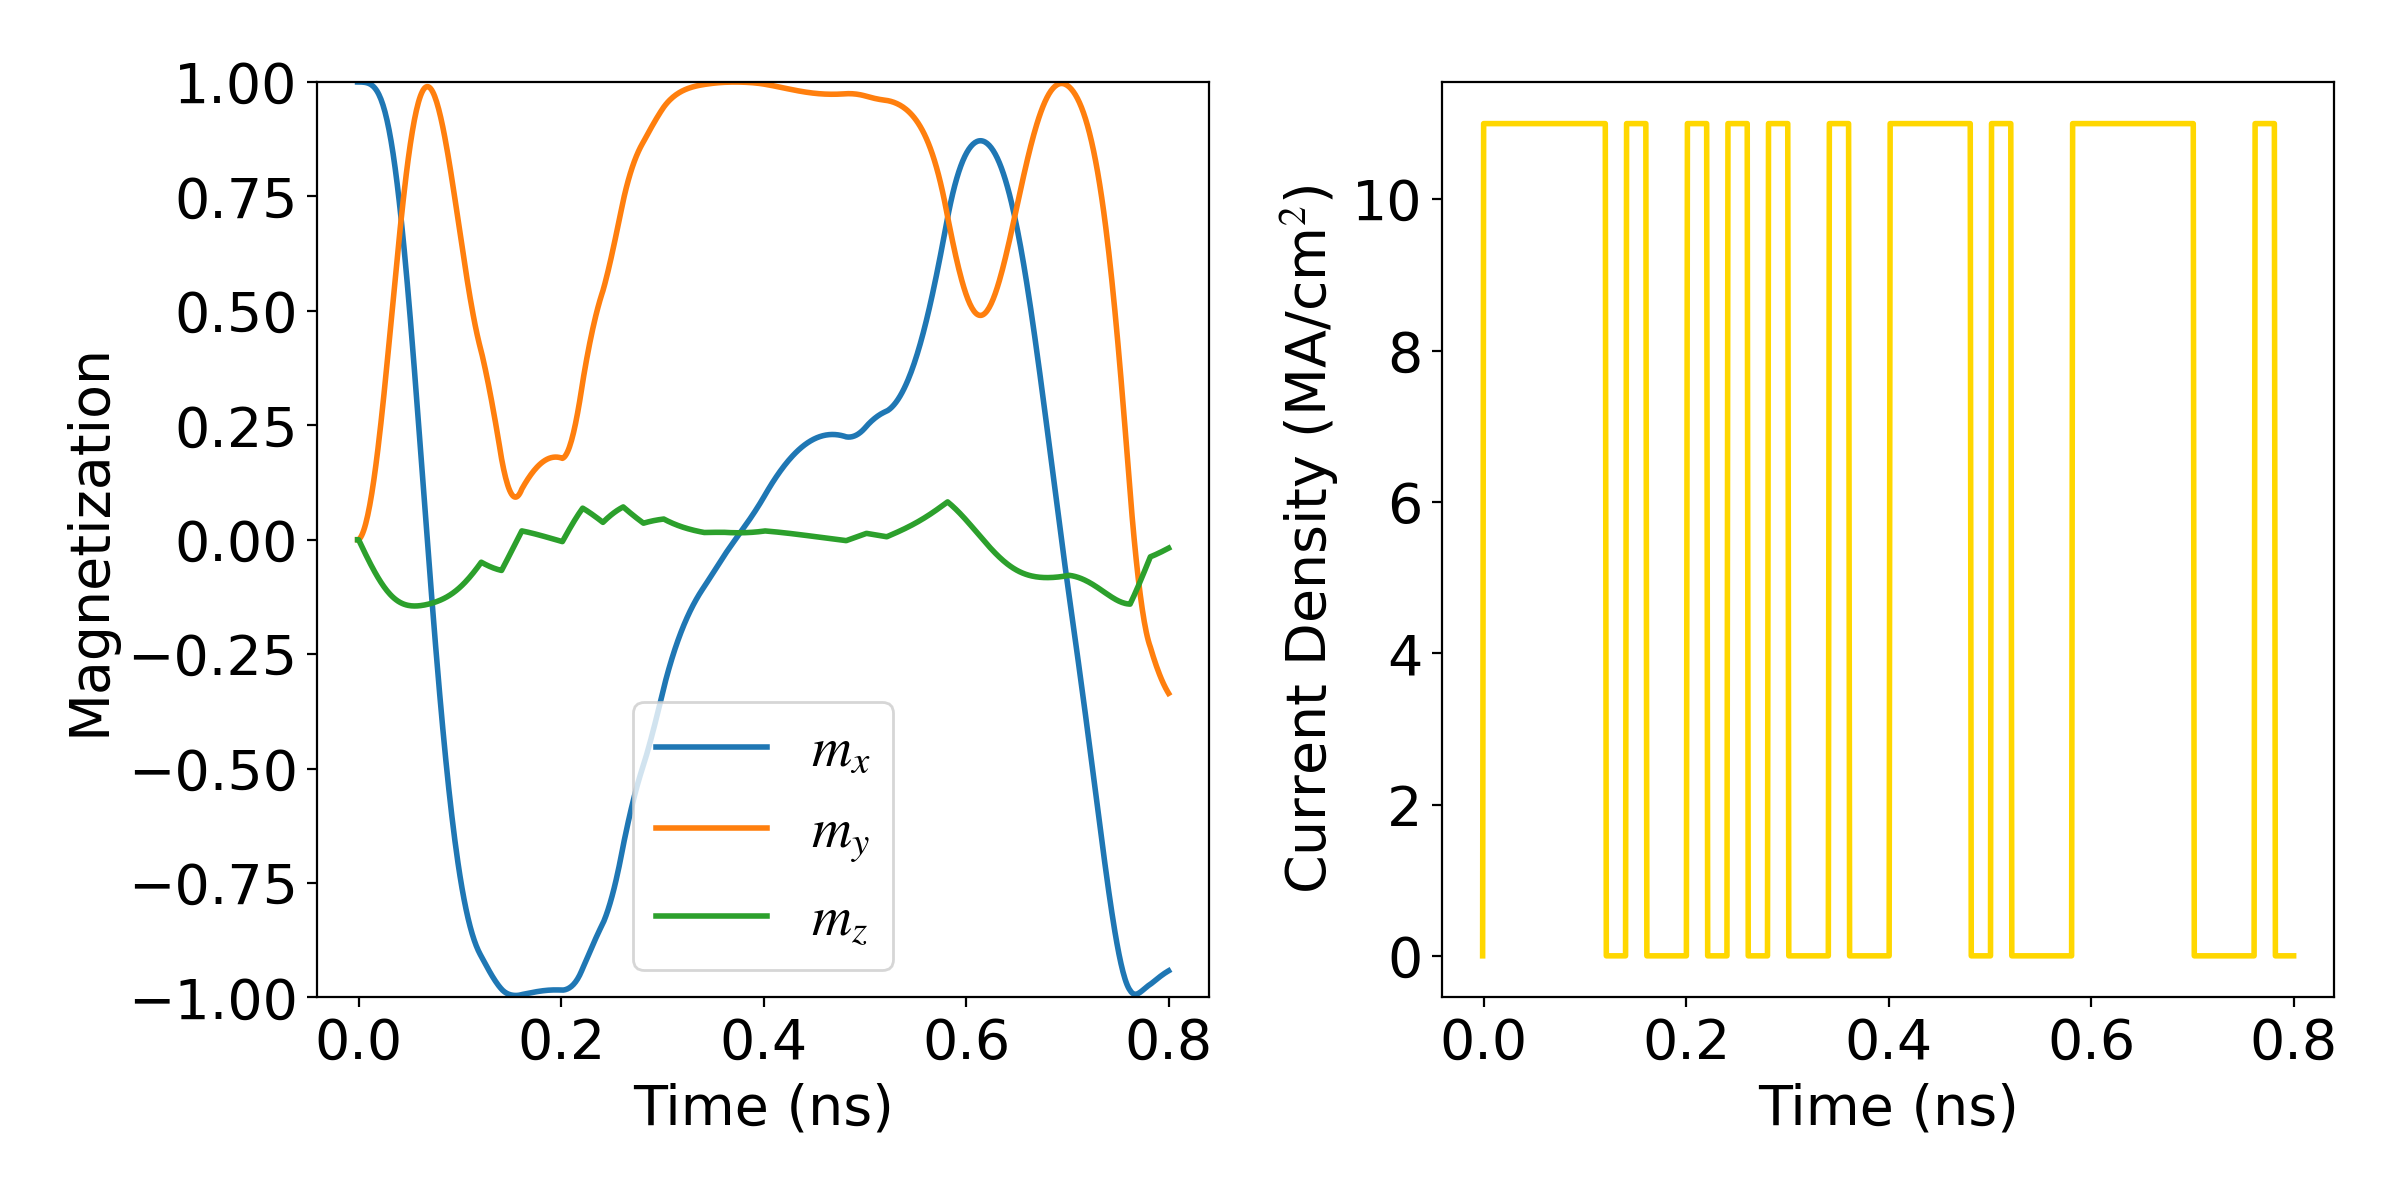 Magnetization
1.00
0.75
0.50
0.25
0.00
−0.25
−0.50
−0.75
−1.00
0.0 0.2 0.4 0.6 0.8
Time (ns)
m_x
m_y
m_z
Current Density (MA/cm²)
10
8
6
4
2
0
0.0 0.2 0.4 0.6 0.8
Time (ns)